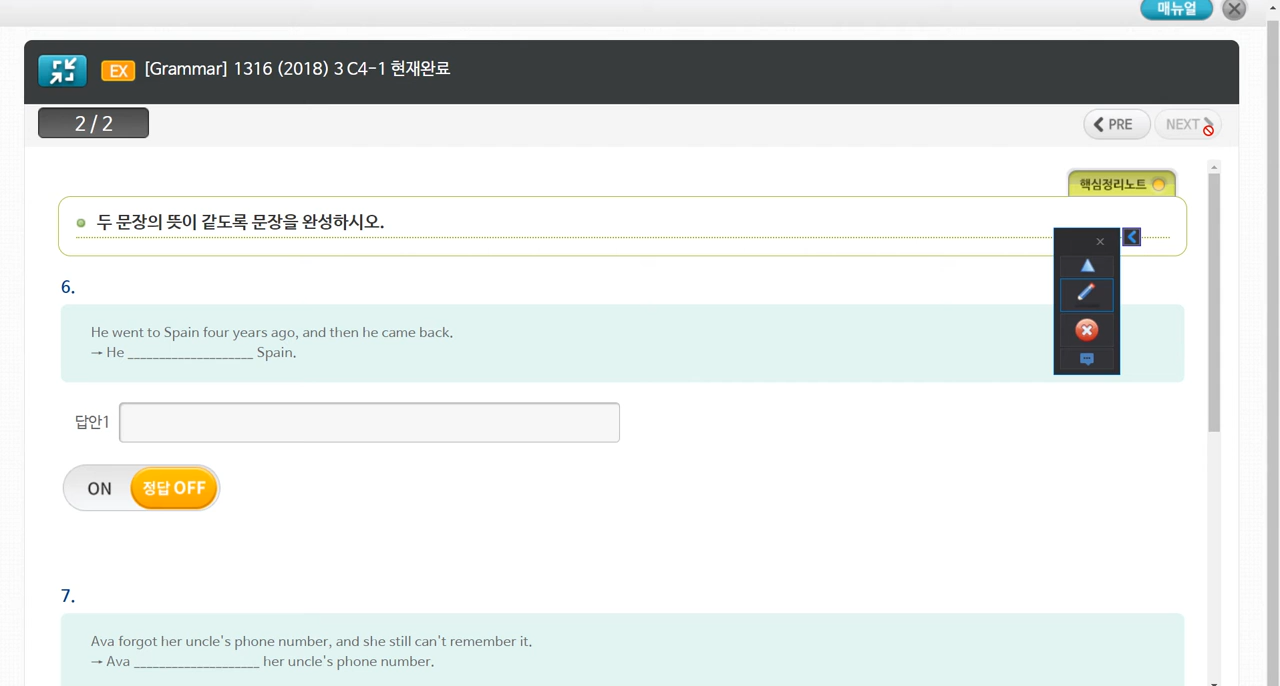 매뉴얼
EX [Grammar] 1316 (2018) 3 C4-1 현재완료
2 / 2
PRE
NEXT
핵심정리노트
두 문장의 뜻이 같도록 문장을 완성하시오.
6.
He went to Spain four years ago, and then he came back.
→ He ____________________ Spain.
답안1
ON 정답 OFF
7.
Ava forgot her uncle's phone number, and she still can't remember it.
→ Ava ____________________ her uncle's phone number.